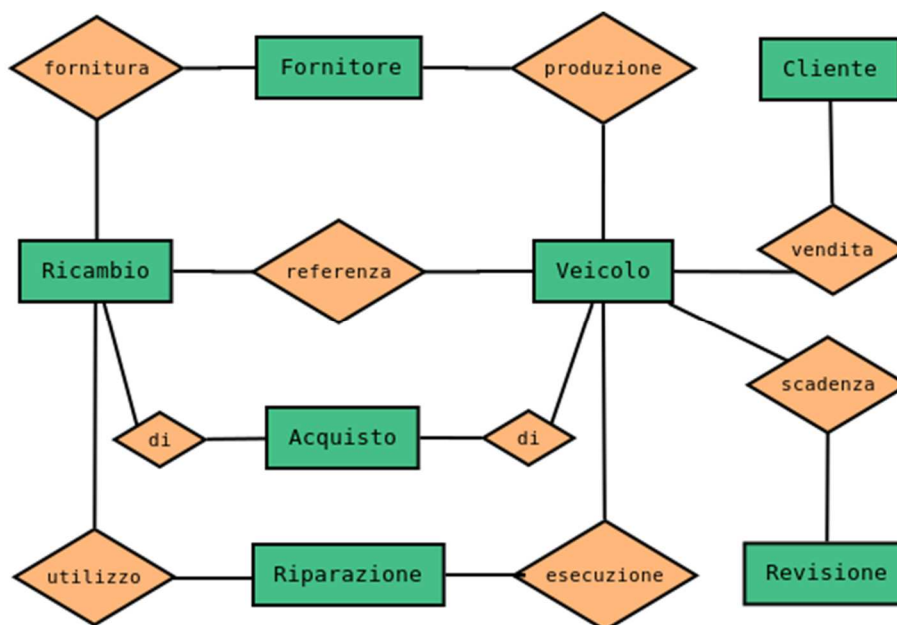 fornitura
Fornitore
produzione
Cliente
Ricambio
referenza
Veicolo
vendita
scadenza
di
Acquisto
di
utilizzo
Riparazione
esecuzione
Revisione